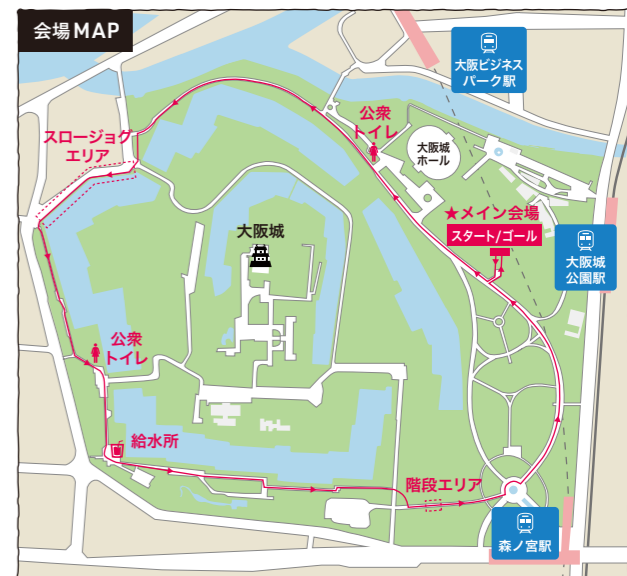 会場MAP
大阪ビジネス
パーク駅
公衆
トイレ
大阪城
ホール
スロージョグ
エリア
★メイン会場
スタート/ゴール
大阪城
大阪城
公園駅
公衆
トイレ
給水所
階段エリア
森ノ宮駅